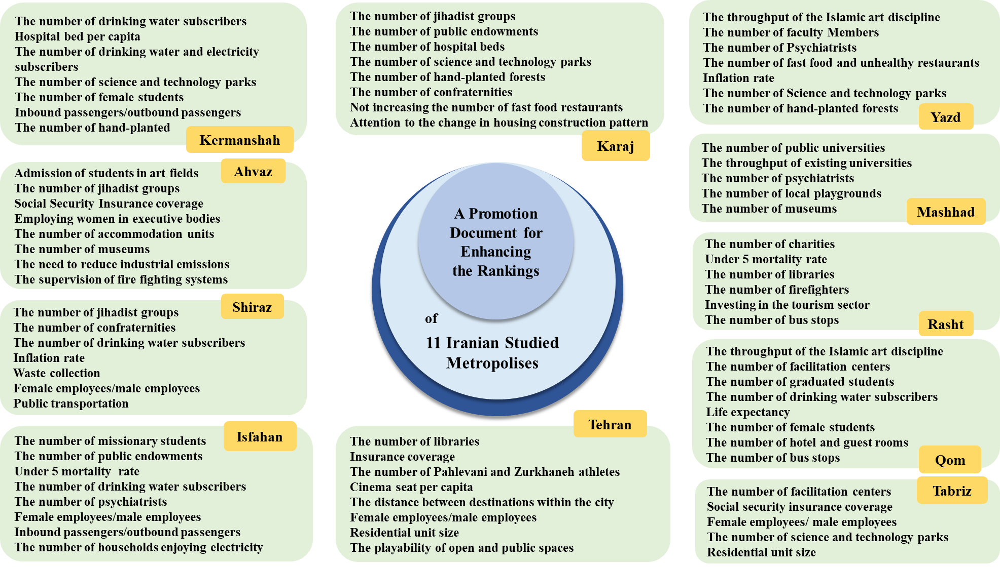 The number of drinking water subscribers
Hospital bed per capita
The number of drinking water and electricity
subscribers
The number of science and technology parks
The number of female students
Inbound passengers/outbound passengers
The number of hand-planted
Kermanshah
Ahvaz
Admission of students in art fields
The number of jihadist groups
Social Security Insurance coverage
Employing women in executive bodies
The number of accommodation units
The number of museums
The need to reduce industrial emissions
The supervision of fire fighting systems
Shiraz
The number of jihadist groups
The number of confraternities
The number of drinking water subscribers
Inflation rate
Waste collection
Female employees/male employees
Public transportation
Isfahan
The number of missionary students
The number of public endowments
Under 5 mortality rate
The number of drinking water subscribers
The number of psychiatrists
Female employees/male employees
Inbound passengers/outbound passengers
The number of households enjoying electricity
The number of jihadist groups
The number of public endowments
The number of hospital beds
The number of science and technology parks
The number of hand-planted forests
The number of confraternities
Not increasing the number of fast food restaurants
Attention to the change in housing construction pattern
Karaj
A Promotion
Document for
Enhancing
the Rankings
of
11 Iranian Studied
Metropolises
Tehran
The number of libraries
Insurance coverage
The number of Pahlevani and Zurkhaneh athletes
Cinema seat per capita
The distance between destinations within the city
Female employees/male employees
Residential unit size
The playability of open and public spaces
The throughput of the Islamic art discipline
The number of faculty Members
The number of Psychiatrists
The number of fast food and unhealthy restaurants
Inflation rate
The number of Science and technology parks
The number of hand-planted forests
Yazd
The number of public universities
The throughput of existing universities
The number of psychiatrists
The number of local playgrounds
The number of museums
Mashhad
The number of charities
Under 5 mortality rate
The number of libraries
The number of firefighters
Investing in the tourism sector
The number of bus stops
Rasht
The throughput of the Islamic art discipline
The number of facilitation centers
The number of graduated students
The number of drinking water subscribers
Life expectancy
The number of female students
The number of hotel and guest rooms
The number of bus stops
Qom
Tabriz
The number of facilitation centers
Social security insurance coverage
Female employees/ male employees
The number of science and technology parks
Residential unit size